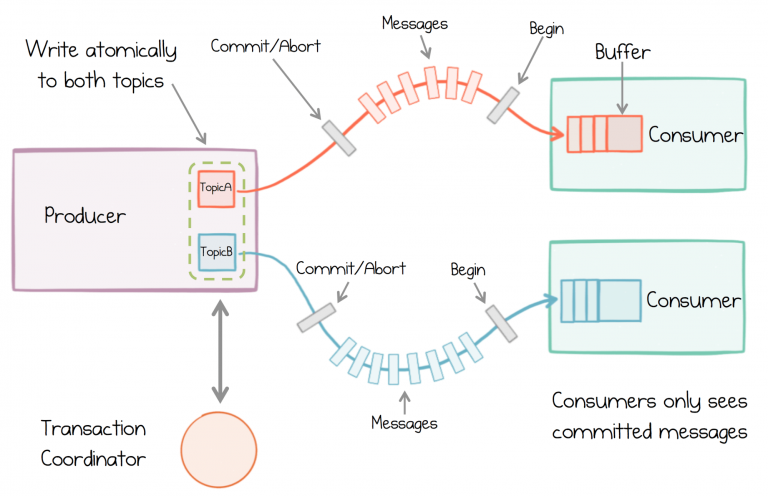 Write atomically
to both topics
Commit/Abort
Messages
Begin
Buffer
Consumer
TopicA
Producer
TopicB
Commit/Abort
Begin
Consumer
Messages
Transaction
Coordinator
Consumers only sees
committed messages